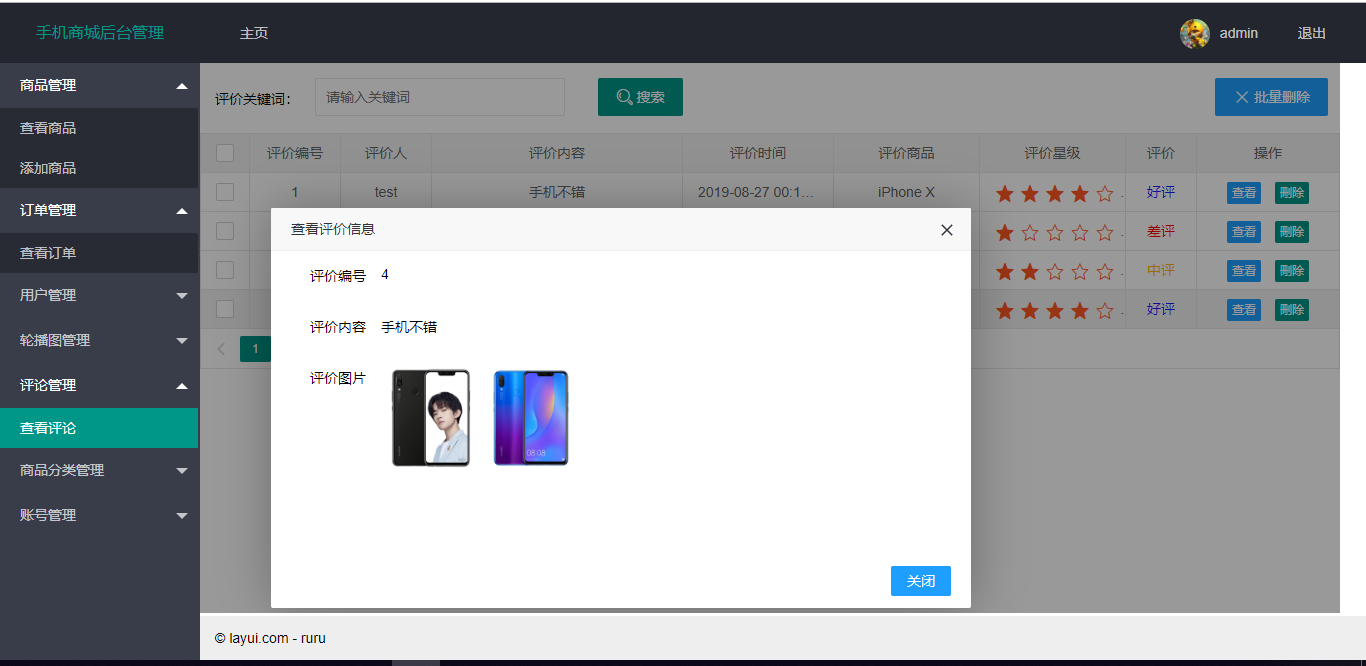 手机商城后台管理
主页
admin
退出
商品管理
查看商品
添加商品
订单管理
查看订单
用户管理
轮播图管理
评论管理
查看评论
商品分类管理
账号管理
评价关键词：
请输入关键词
搜索
批量删除
评价编号 评价人 评价内容 评价时间 评价商品 评价星级 评价 操作
1 test 手机不错 2019-08-27 00:1... iPhone X 好评 查看 刪除
差评 查看 刪除
中评 查看 刪除
好评 查看 刪除
1
查看评价信息
评价编号 4
评价内容 手机不错
评价图片
08:08
关闭
© layui.com - ruru